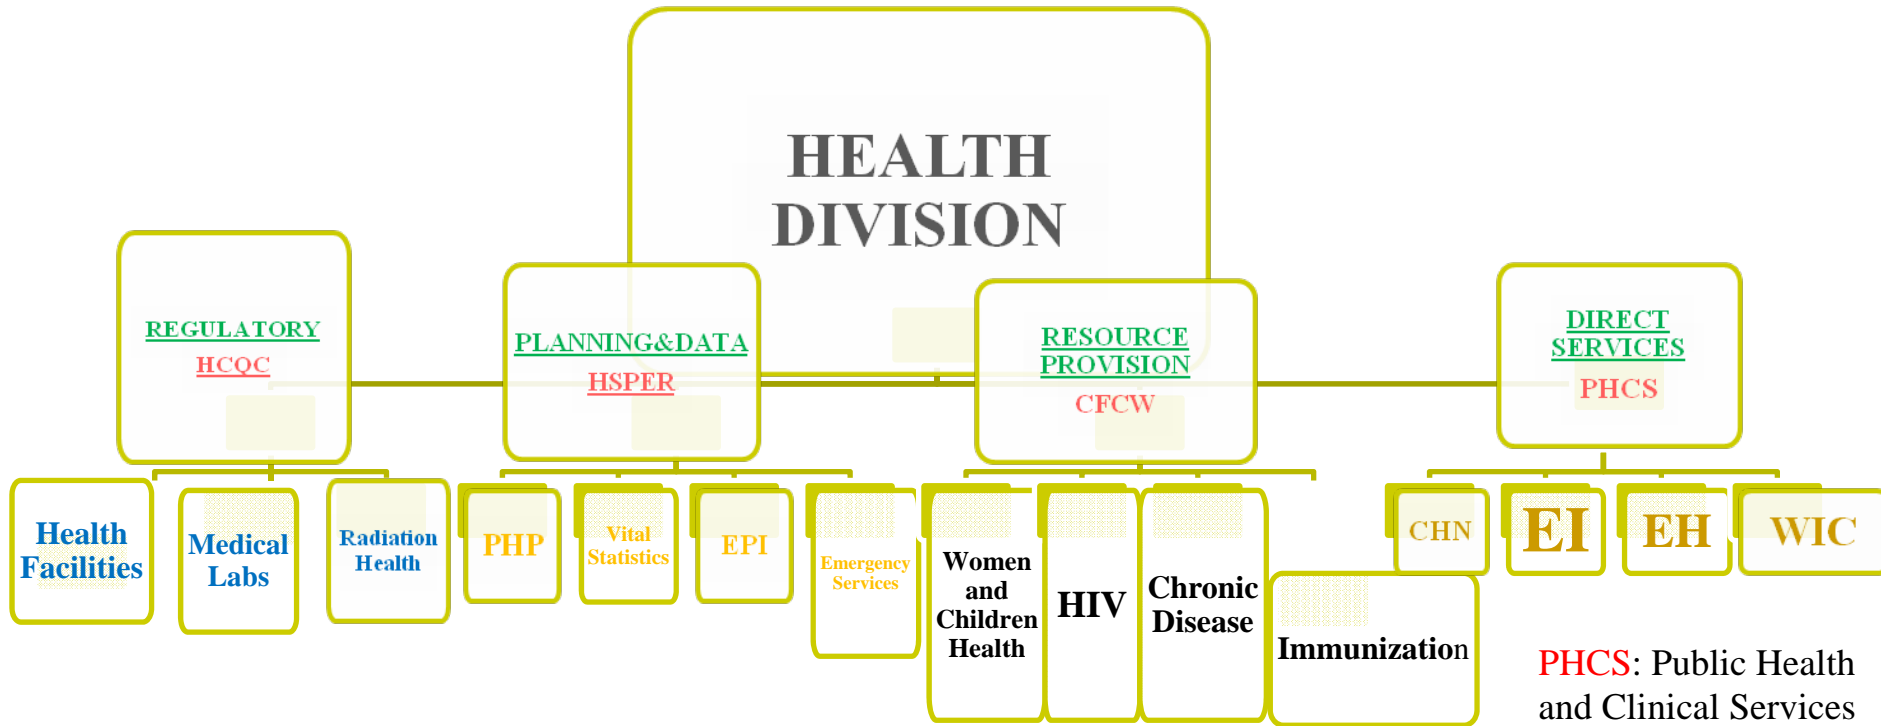 HEALTH
DIVISION
REGULATORY
HCQC
PLANNING&DATA
HSPER
RESOURCE
PROVISION
CFCW
DIRECT
SERVICES
PHCS
Health
Facilities
Medical
Labs
Radiation
Health
PHP
Vital
Statistics
EPI
Emergency
Services
Women
and
Children
Health
HIV
Chronic
Disease
Immunization
CHN
EI
EH
WIC
PHCS: Public Health
and Clinical Services